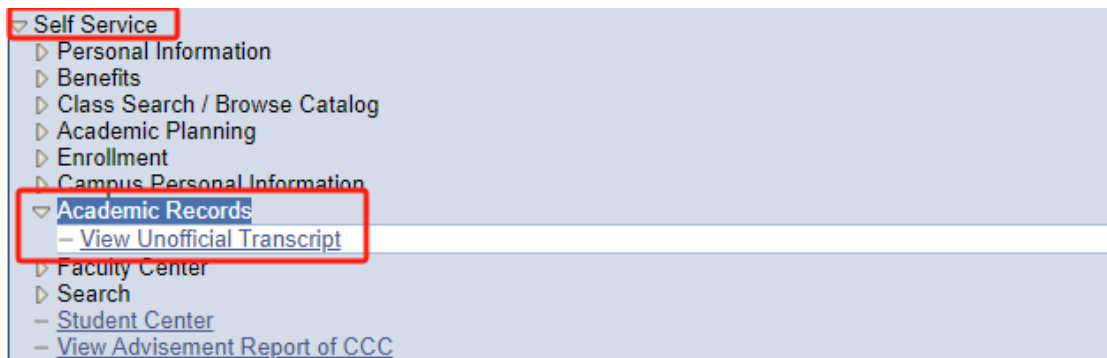 Self Service
Personal Information
Benefits
Class Search / Browse Catalog
Academic Planning
Enrollment
Campus Personal Information
Academic Records
View Unofficial Transcript
Faculty Center
Search
Student Center
View Advisement Report of CCC